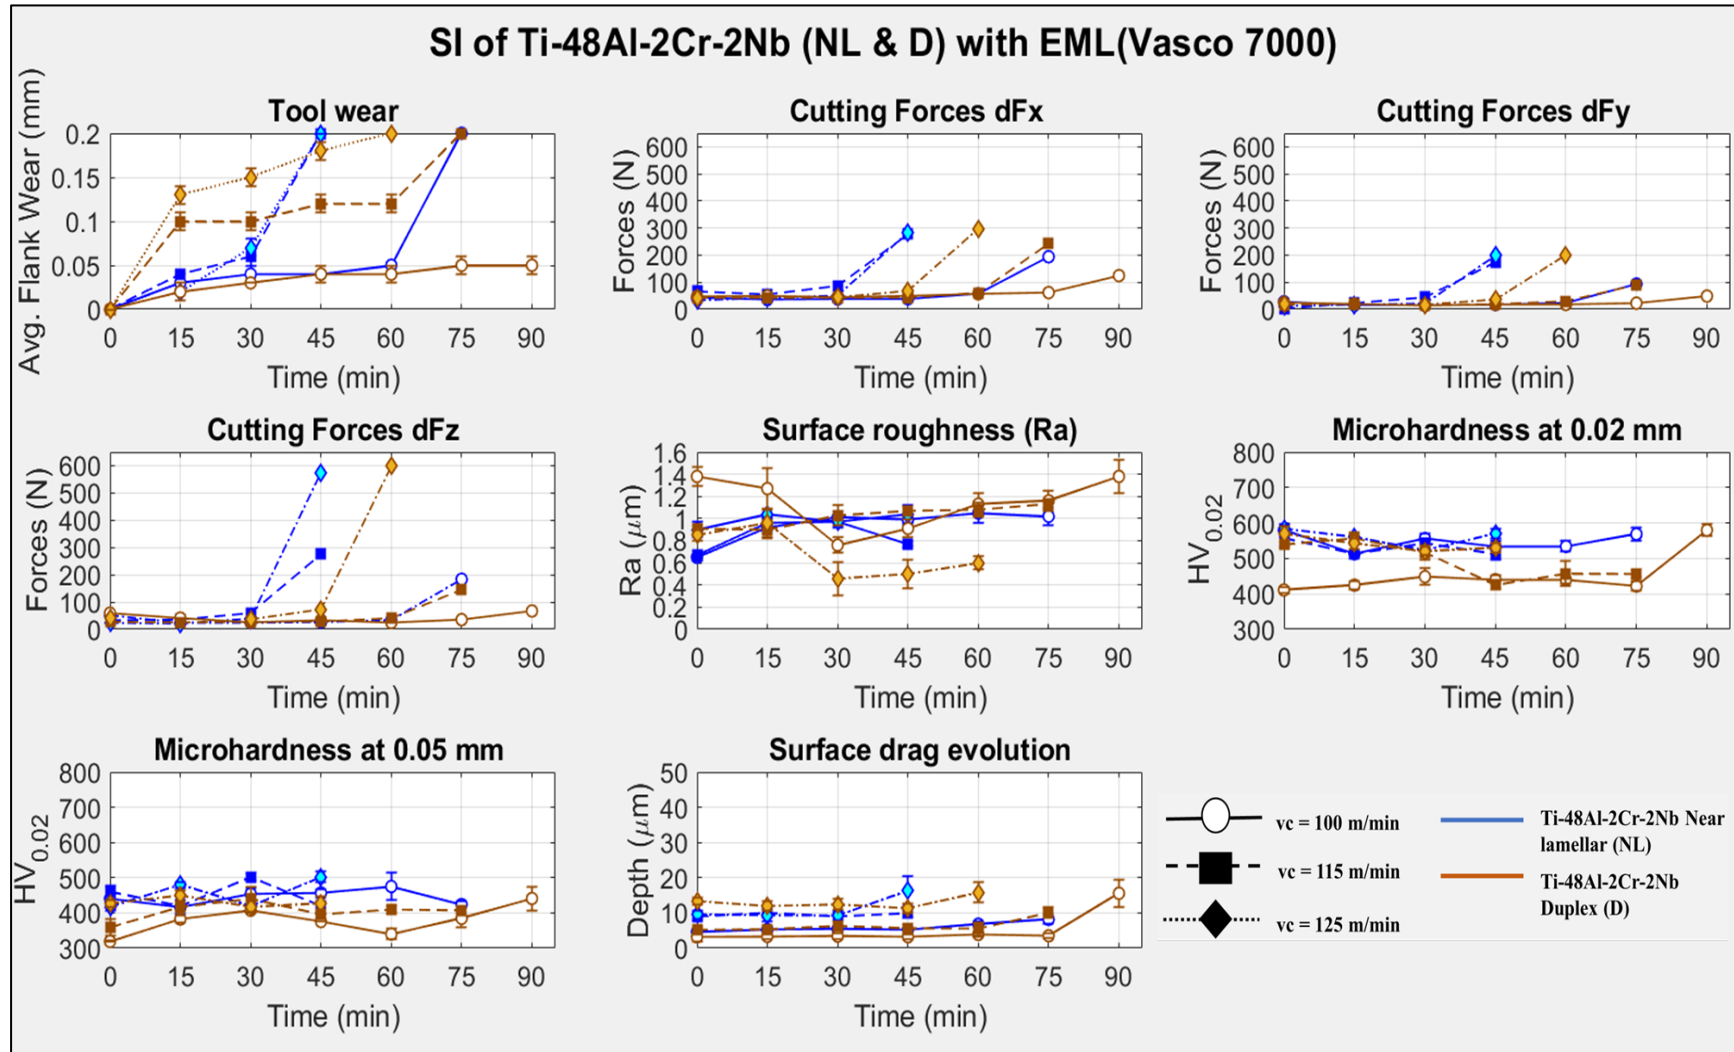 SI of Ti-48Al-2Cr-2Nb (NL & D) with EML(Vasco 7000)
Tool wear
Avg. Flank Wear (mm)
0.2
0.15
0.1
0.05
0
0 15 30 45 60 75 90
Time (min)
Cutting Forces dFx
Forces (N)
600
500
400
300
200
100
0
0 15 30 45 60 75 90
Time (min)
Cutting Forces dFy
Forces (N)
600
500
400
300
200
100
0
0 15 30 45 60 75 90
Time (min)
Cutting Forces dFz
Forces (N)
600
500
400
300
200
100
0
0 15 30 45 60 75 90
Time (min)
Surface roughness (Ra)
Ra (μm)
1.6
1.4
1.2
1
0.8
0.6
0.4
0.2
0
0 15 30 45 60 75 90
Time (min)
Microhardness at 0.02 mm
HV0.02
800
700
600
500
400
300
0 15 30 45 60 75 90
Time (min)
Microhardness at 0.05 mm
HV0.02
800
700
600
500
400
300
0 15 30 45 60 75 90
Time (min)
Surface drag evolution
Depth (μm)
50
40
30
20
10
0
0 15 30 45 60 75 90
Time (min)
vc = 100 m/min
vc = 115 m/min
vc = 125 m/min
Ti-48Al-2Cr-2Nb Near
lamellar (NL)
Ti-48Al-2Cr-2Nb
Duplex (D)